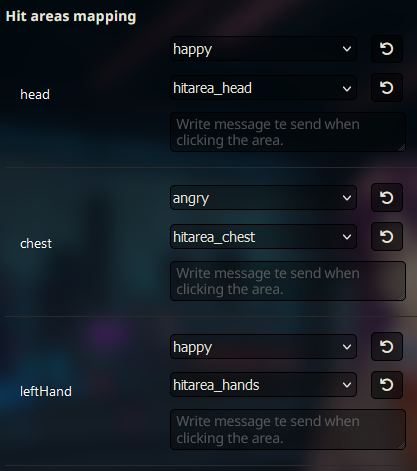 Hit areas mapping
happy
head
hitarea_head
Write message te send when
clicking the area.
angry
chest
hitarea_chest
Write message te send when
clicking the area.
happy
leftHand
hitarea_hands
Write message te send when
clicking the area.